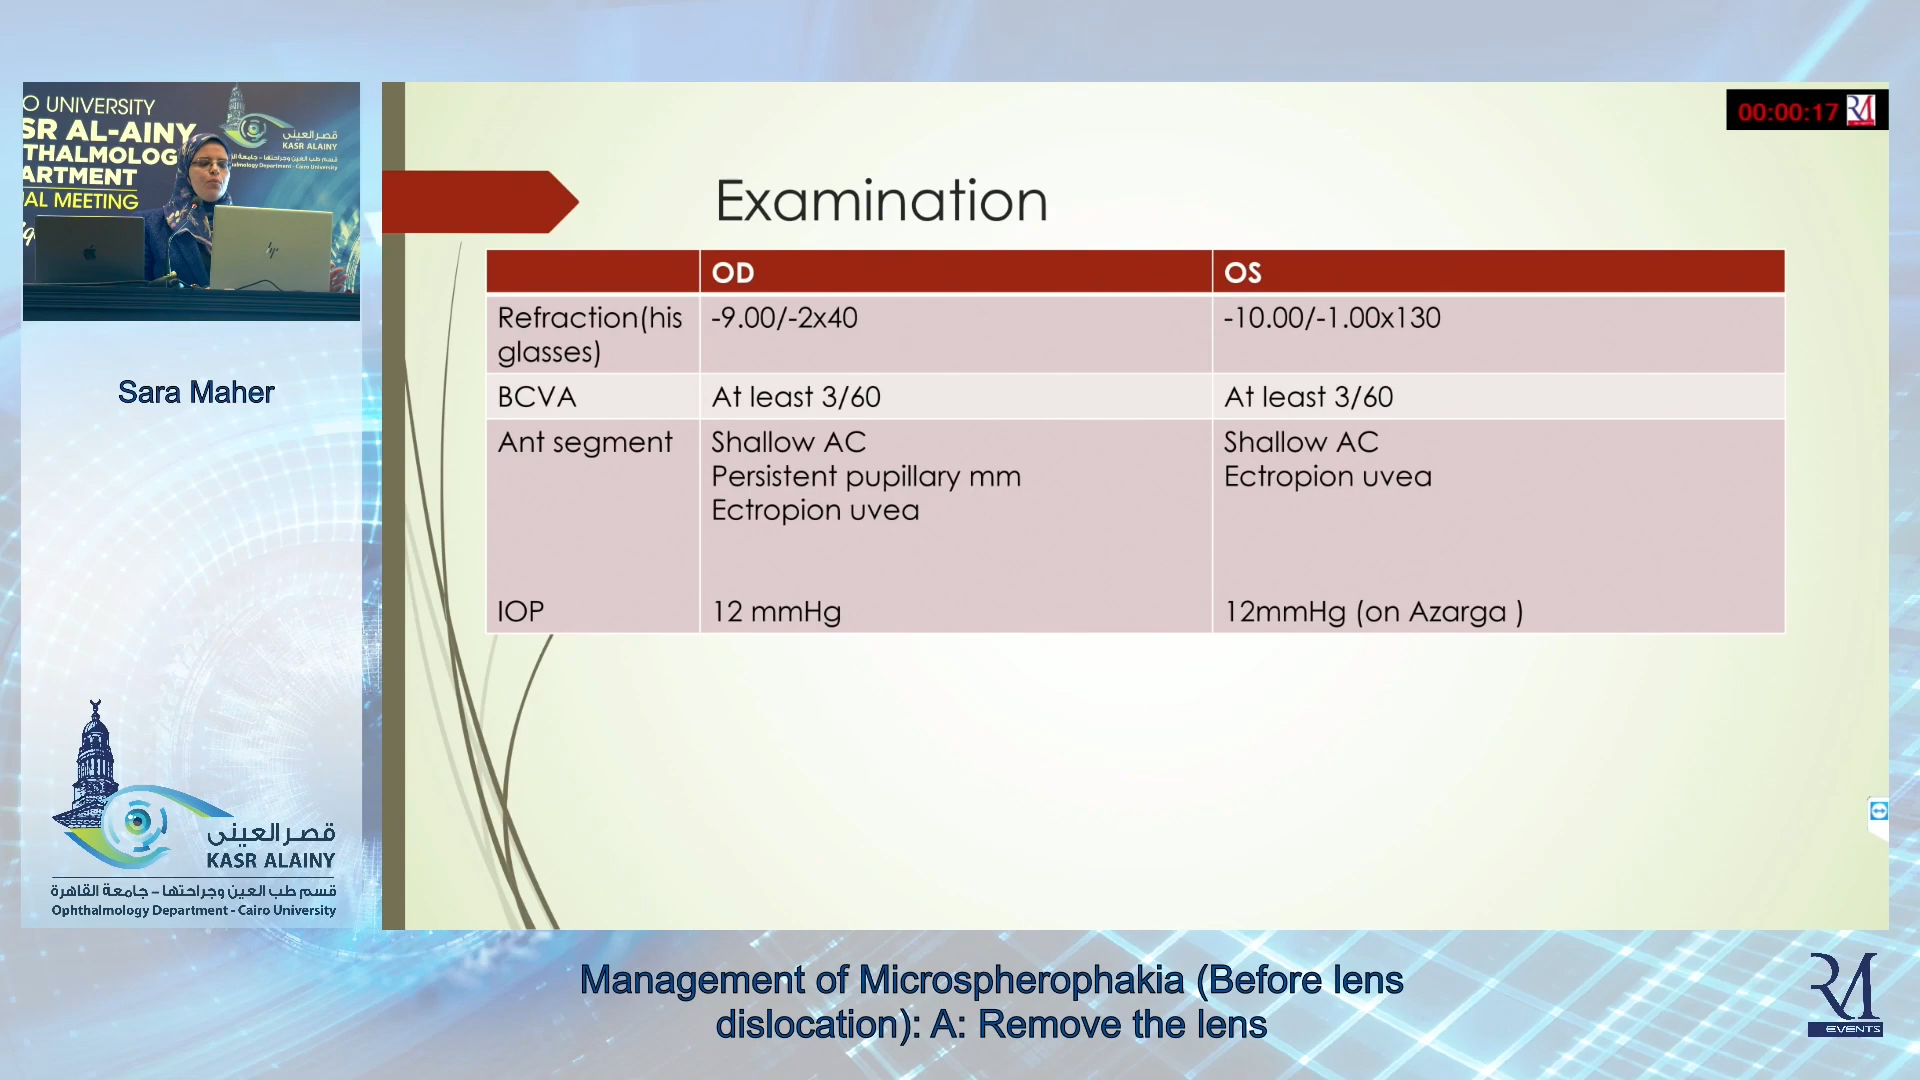 O UNIVERSITY
SR AL-AINY
THALMOLOG
ARTMENT
AL MEETING
قصر العيني
KASR ALAINY
Sara Maher
قصر العيني
KASR ALAINY
قسم طب العين وجراحتها - جامعة القاهرة
Ophthalmology Department - Cairo University
00:00:17
Examination
OD OS
Refraction(his glasses) -9.00/-2x40 -10.00/-1.00x130
BCVA At least 3/60 At least 3/60
Ant segment Shallow AC Shallow AC
Persistent pupillary mm Ectropion uvea
Ectropion uvea
IOP 12 mmHg 12mmHg (on Azarga )
Management of Microspherophakia (Before lens
dislocation): A: Remove the lens
RM
EVENTS